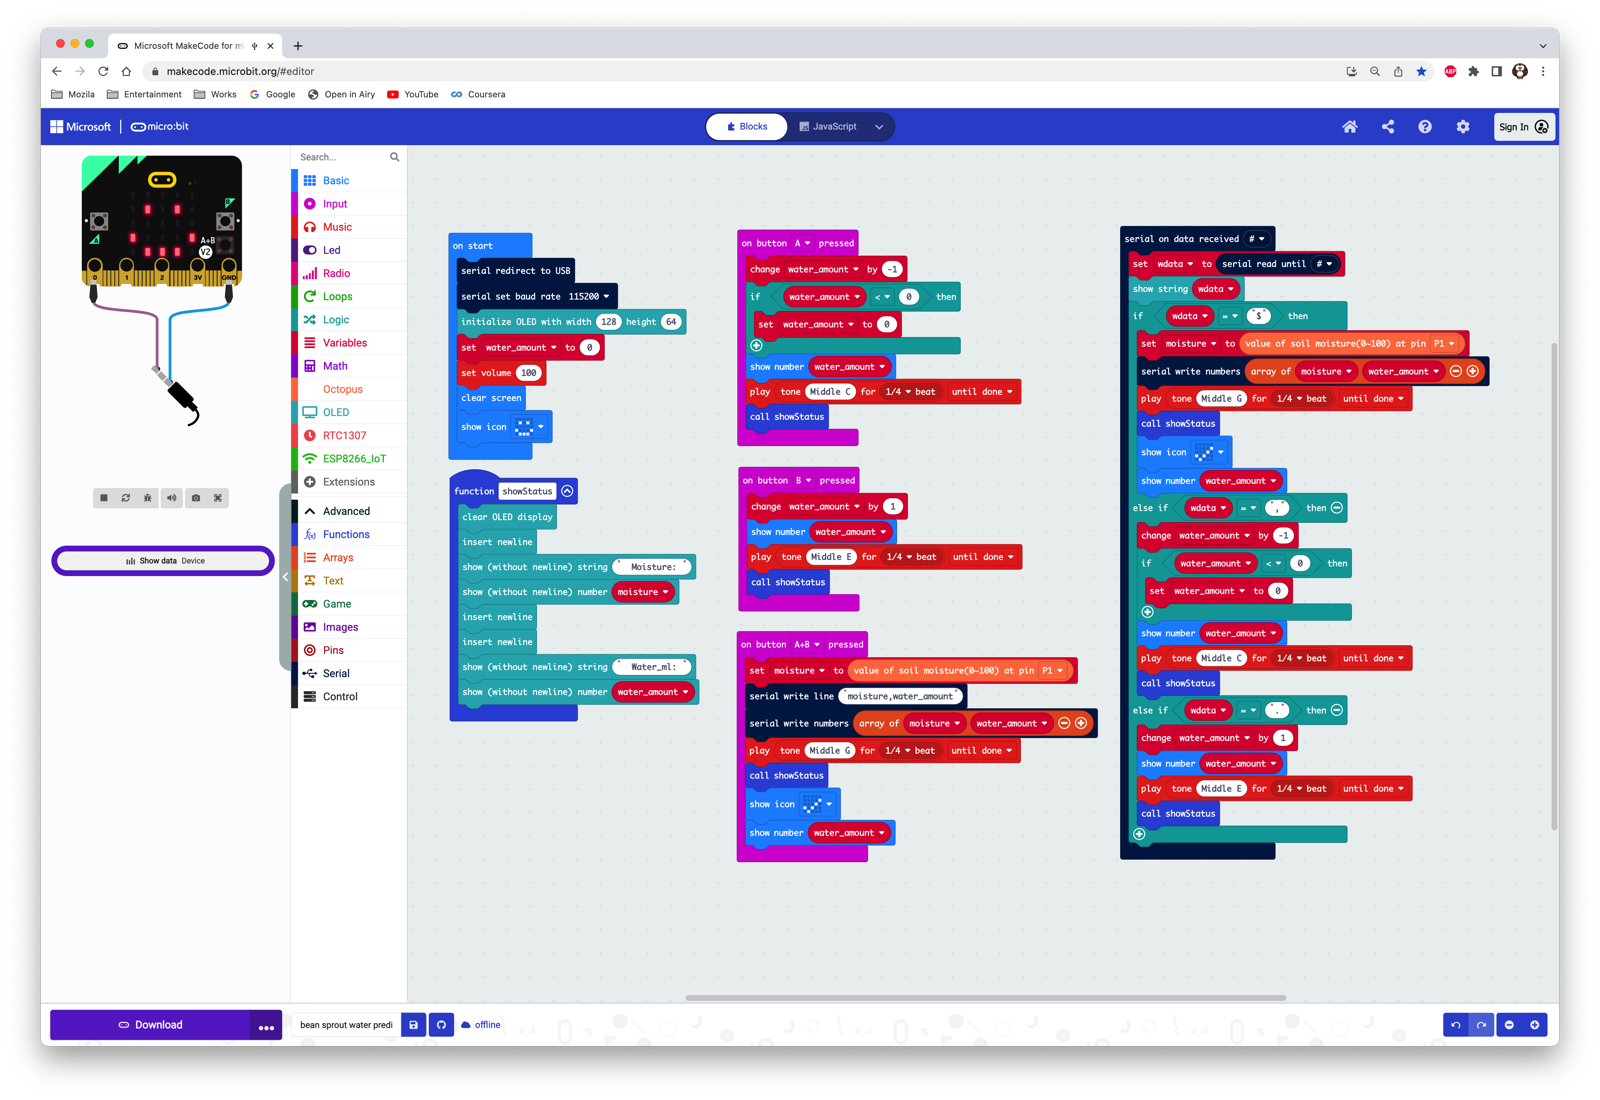 Microsoft MakeCode for mi
makecode.microbit.org/#editor
ABP
Mozila
Entertainment
Works
Google
Open in Airy
YouTube
Coursera
Microsoft
micro:bit
Blocks
JavaScript
Sign In
B
A
A+B
V2
0 1 2 3V GND
Show data Device
Search...
Basic
Input
Music
Led
Radio
Loops
Logic
Variables
Math
Octopus
OLED
RTC1307
ESP8266_IoT
Extensions
Advanced
Functions
Arrays
Text
Game
Images
Pins
Serial
Control
on start
serial redirect to USB
serial set baud rate 115200
initialize OLED with width 128 height 64
set water_amount to 0
set volume 100
clear screen
show icon
function showStatus
clear OLED display
insert newline
show (without newline) string " Moisture: "
show (without newline) number moisture
insert newline
insert newline
show (without newline) string " Water_ml: "
show (without newline) number water_amount
on button A pressed
change water_amount by -1
if water_amount < 0 then
set water_amount to 0
show number water_amount
play tone Middle C for 1/4 beat until done
call showStatus
on button B pressed
change water_amount by 1
show number water_amount
play tone Middle E for 1/4 beat until done
call showStatus
on button A+B pressed
set moisture to value of soil moisture(0~100) at pin P1
serial write line "moisture,water_amount"
serial write numbers array of moisture water_amount
play tone Middle G for 1/4 beat until done
call showStatus
show icon
show number water_amount
serial on data received #
set wdata to serial read until #
show string wdata
if wdata = "$" then
set moisture to value of soil moisture(0~100) at pin P1
serial write numbers array of moisture water_amount
play tone Middle G for 1/4 beat until done
call showStatus
show icon
show number water_amount
else if wdata = "," then
change water_amount by -1
if water_amount < 0 then
set water_amount to 0
show number water_amount
play tone Middle C for 1/4 beat until done
call showStatus
else if wdata = "." then
change water_amount by 1
show number water_amount
play tone Middle E for 1/4 beat until done
call showStatus
Download
bean sprout water predi
offline